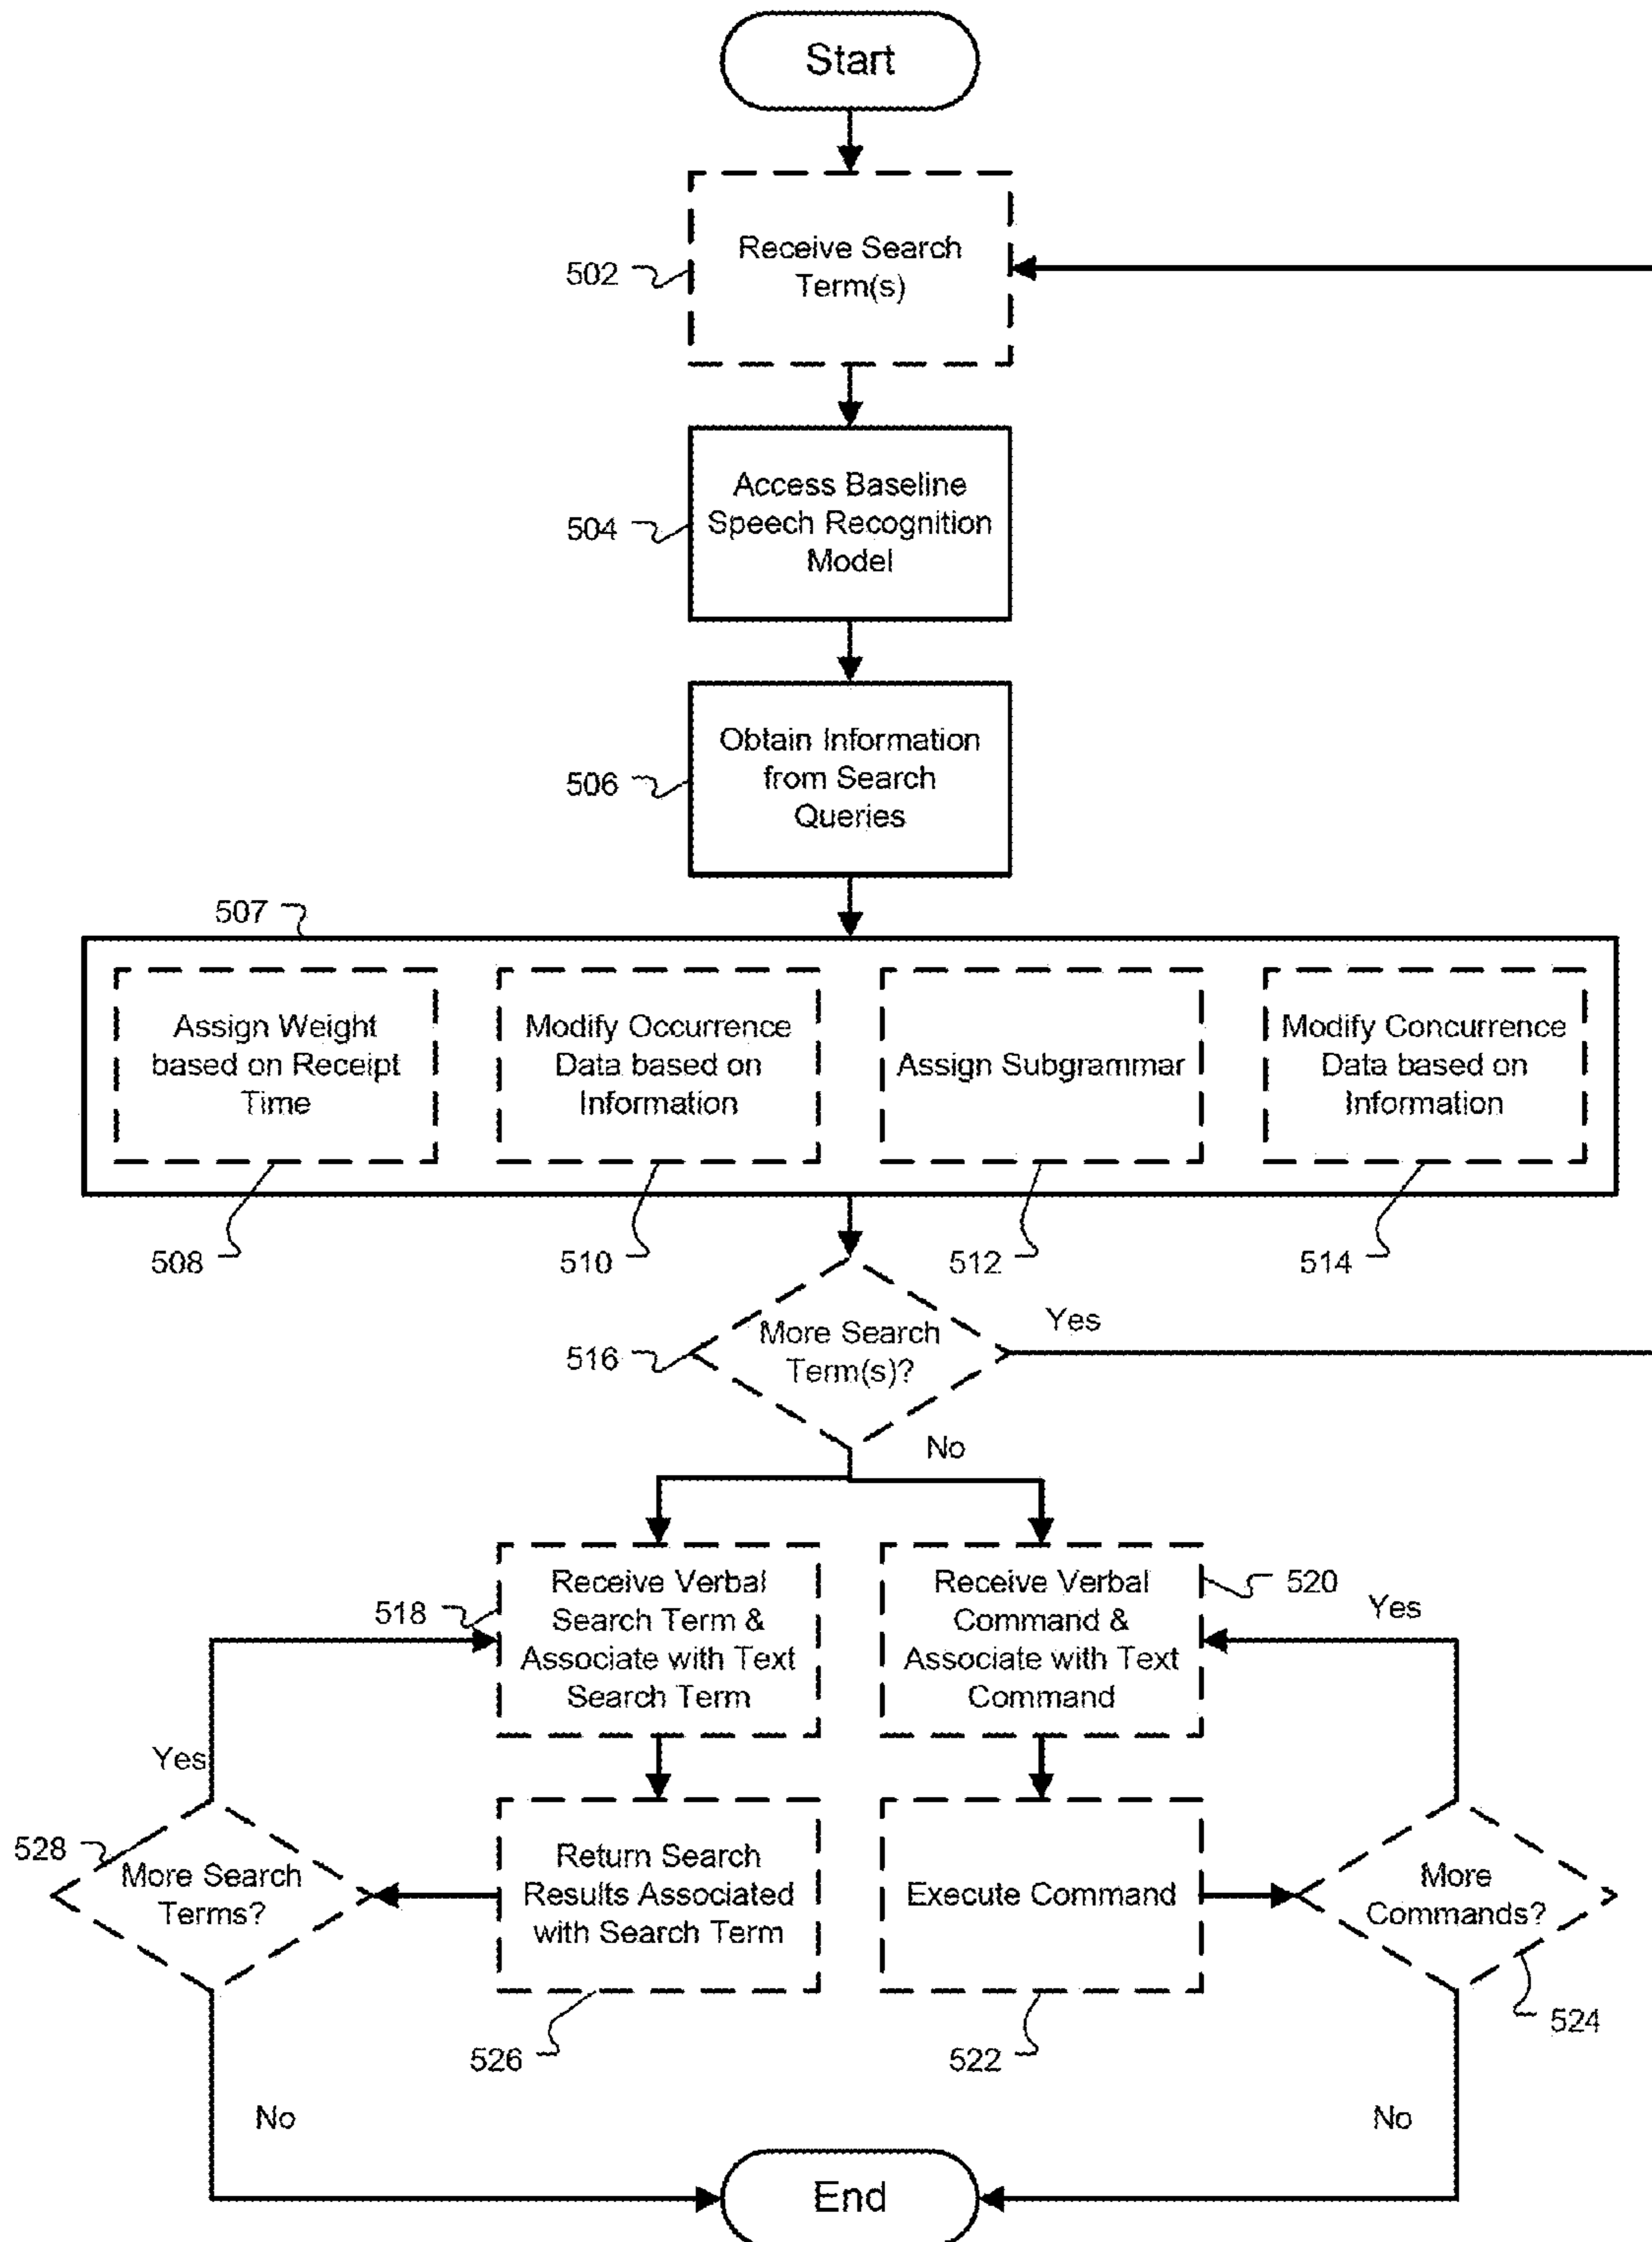 Start
502
Receive Search
Term(s)
504
Access Baseline
Speech Recognition
Model
506
Obtain Information
from Search
Queries
507
Assign Weight
based on Receipt
Time
Modify Occurrence
Data based on
Information
Assign Subgrammar
Modify Concurrence
Data based on
Information
508
510
512
514
516
More Search
Term(s)?
Yes
No
518
Receive Verbal
Search Term &
Associate with Text
Search Term
Receive Verbal
Command &
Associate with Text
Command
520
Yes
Yes
528
More Search
Terms?
Return Search
Results Associated
with Search Term
Execute Command
More
Commands?
526
522
524
No
No
End